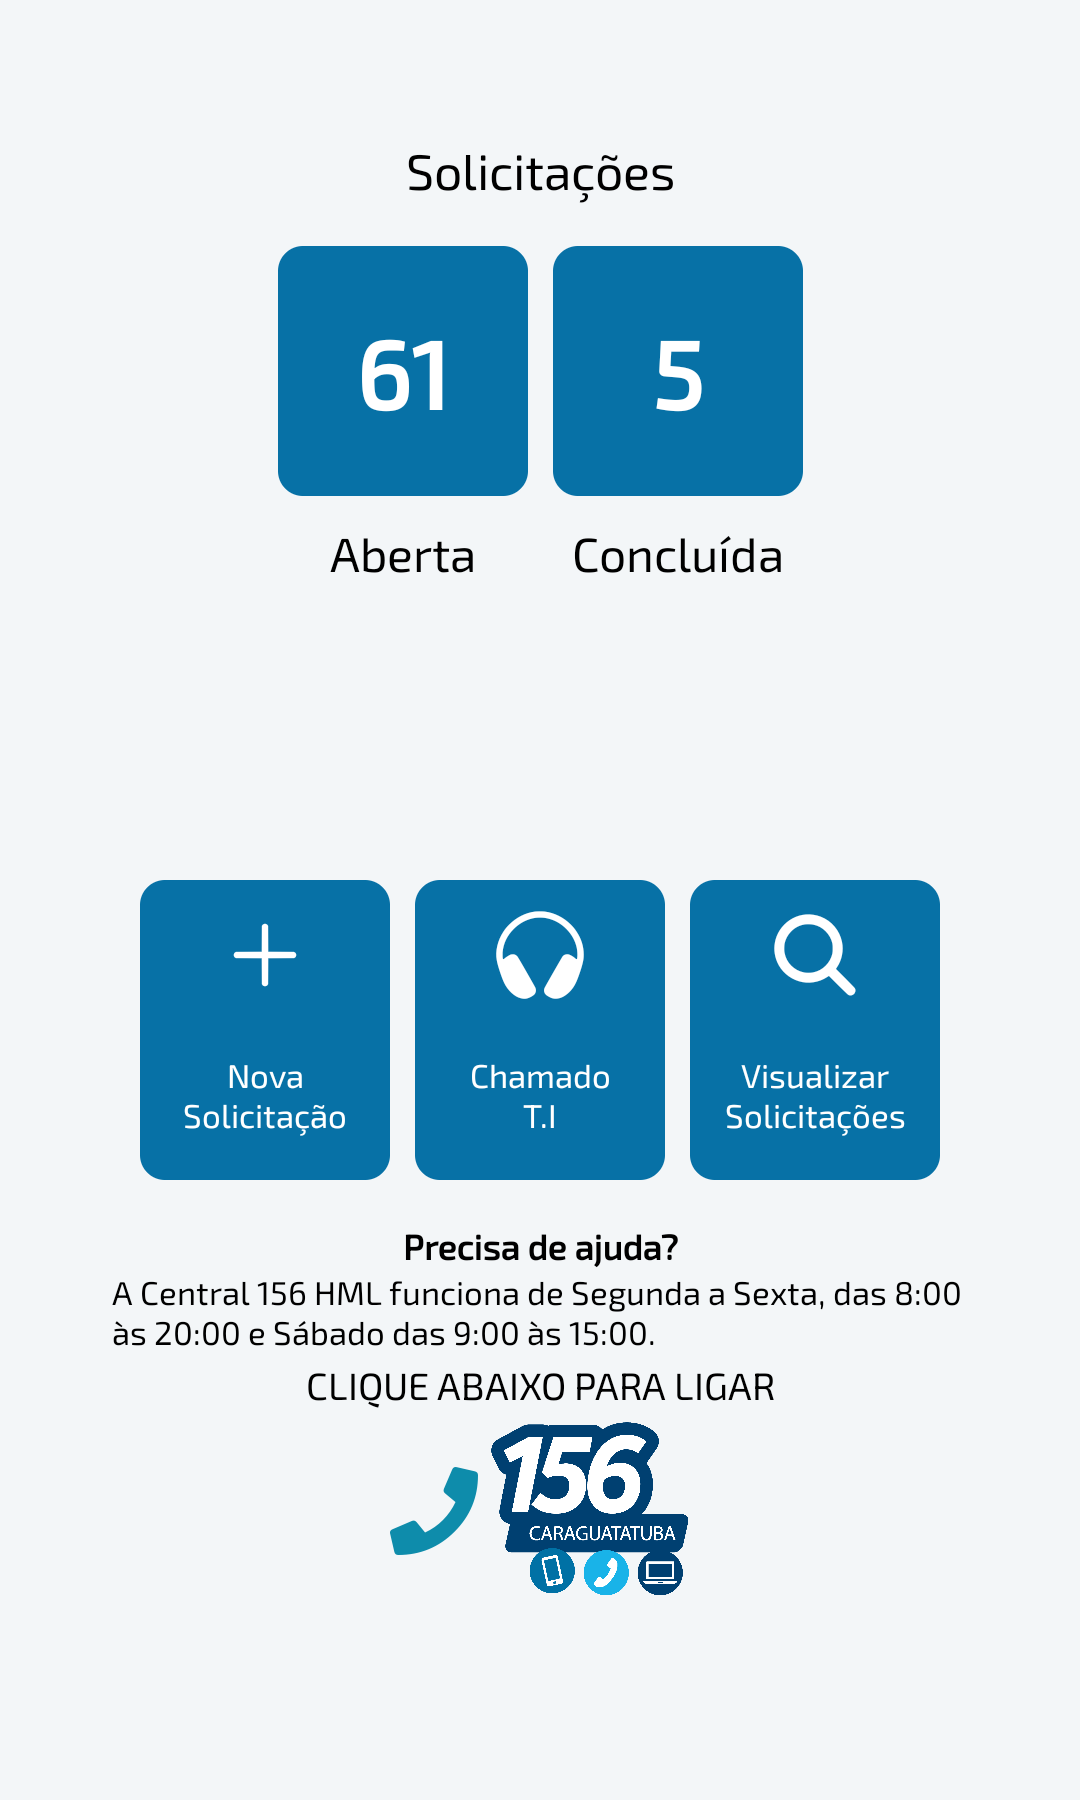 Solicitações
61
5
Aberta
Concluída
Nova
Solicitação
Chamado
T.I
Visualizar
Solicitações
Precisa de ajuda?
A Central 156 HML funciona de Segunda a Sexta, das 8:00
às 20:00 e Sábado das 9:00 às 15:00.
CLIQUE ABAIXO PARA LIGAR
156
CARAGUATATUBA